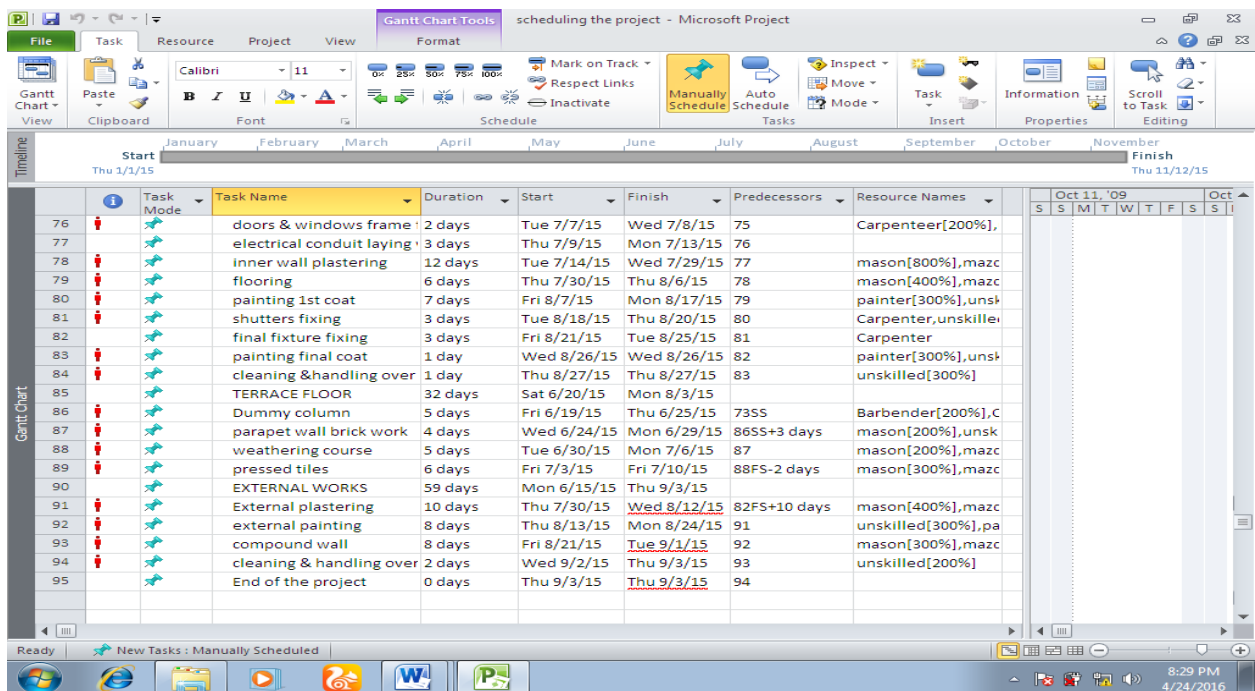 Gantt Chart Tools scheduling the project - Microsoft Project
File Task Resource Project View Format
Calibri 11 Mark on Track Inspect
Respect Links Move
Gantt Chart Paste B I U A Inactivate Manually Schedule Auto Schedule Mode Task Information Scroll to Task
View Clipboard Font Schedule Tasks Insert Properties Editing
Timeline January February March April May June July August September October November
Start Finish
Thu 1/1/15 Thu 11/12/15
Task Mode Task Name Duration Start Finish Predecessors Resource Names Oct 11, '09 Oct
S S M T W T F S S
76 doors & windows frame 2 days Tue 7/7/15 Wed 7/8/15 75 Carpenteer[200%],
77 electrical conduit laying 3 days Thu 7/9/15 Mon 7/13/15 76
78 inner wall plastering 12 days Tue 7/14/15 Wed 7/29/15 77 mason[800%],mazc
79 flooring 6 days Thu 7/30/15 Thu 8/6/15 78 mason[400%],mazc
80 painting 1st coat 7 days Fri 8/7/15 Mon 8/17/15 79 painter[300%],unsk
81 shutters fixing 3 days Tue 8/18/15 Thu 8/20/15 80 Carpenter,unskille
82 final fixture fixing 3 days Fri 8/21/15 Tue 8/25/15 81 Carpenter
83 painting final coat 1 day Wed 8/26/15 Wed 8/26/15 82 painter[300%],unsk
84 cleaning &handling over 1 day Thu 8/27/15 Thu 8/27/15 83 unskilled[300%]
85 TERRACE FLOOR 32 days Sat 6/20/15 Mon 8/3/15
86 Dummy column 5 days Fri 6/19/15 Thu 6/25/15 73SS Barbender[200%],C
87 parapet wall brick work 4 days Wed 6/24/15 Mon 6/29/15 86SS+3 days mason[200%],unsk
88 weathering course 5 days Tue 6/30/15 Mon 7/6/15 87 mason[200%],mazc
89 pressed tiles 6 days Fri 7/3/15 Fri 7/10/15 88FS-2 days mason[300%],mazc
90 EXTERNAL WORKS 59 days Mon 6/15/15 Thu 9/3/15
91 External plastering 10 days Thu 7/30/15 Wed 8/12/15 82FS+10 days mason[400%],mazc
92 external painting 8 days Thu 8/13/15 Mon 8/24/15 91 unskilled[300%],pa
93 compound wall 8 days Fri 8/21/15 Tue 9/1/15 92 mason[300%],mazc
94 cleaning & handling over 2 days Wed 9/2/15 Thu 9/3/15 93 unskilled[200%]
95 End of the project 0 days Thu 9/3/15 Thu 9/3/15 94
Gantt Chart
Ready New Tasks : Manually Scheduled
8:29 PM
4/24/2016